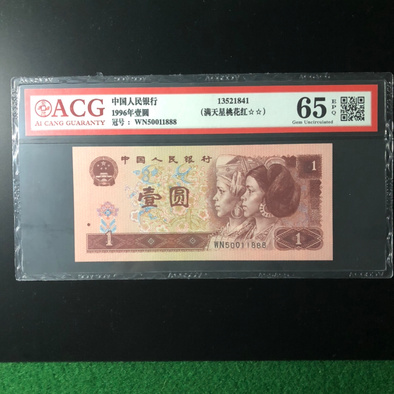 ACG
AI CANG GUARANTY
中国人民银行
1996年壹圆
冠号：WN50011888
13521841
(满天星桃花红☆☆)
65 EPQ
Gem Uncirculated
中国人民银行
1
壹圆
WN50011888
1
1